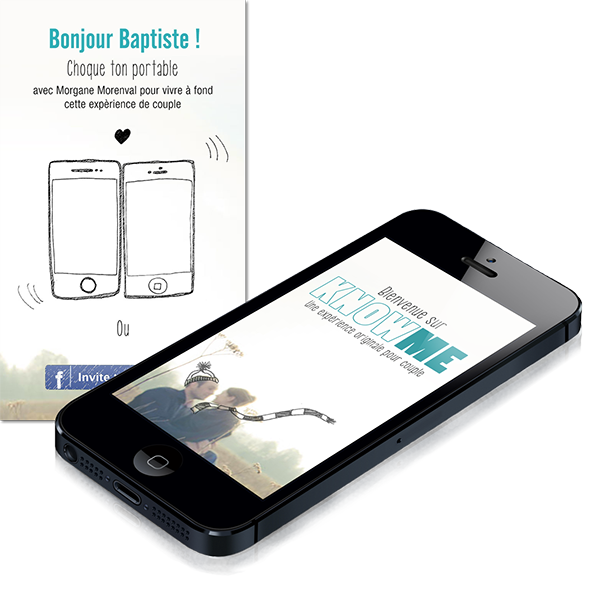 Bonjour Baptiste !
Choque ton portable
avec Morgane Morenval pour vivre à fond
cette expèrience de couple
Ou
f Invite
Bienvenue sur
KNOWME
Une expérience originale pour couple